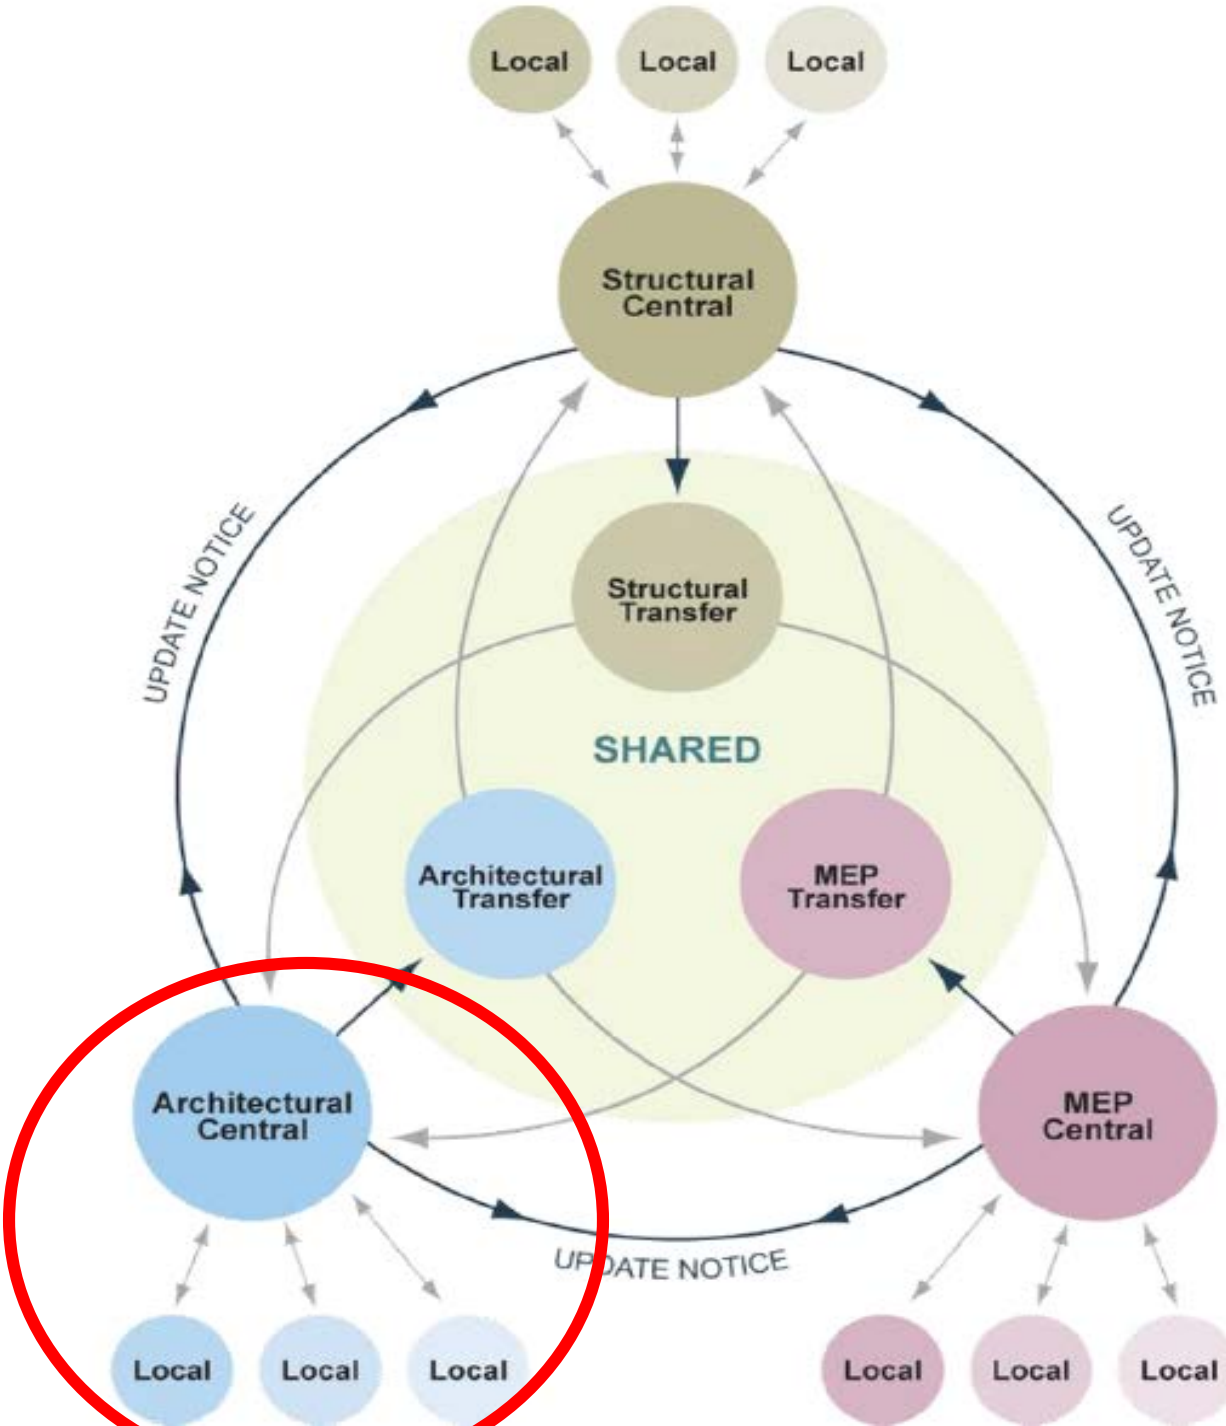 Local
Local
Local
Structural
Central
UPDATE NOTICE
UPDATE NOTICE
Structural
Transfer
SHARED
Architectural
Transfer
MEP
Transfer
Architectural
Central
MEP
Central
UPDATE NOTICE
Local
Local
Local
Local
Local
Local